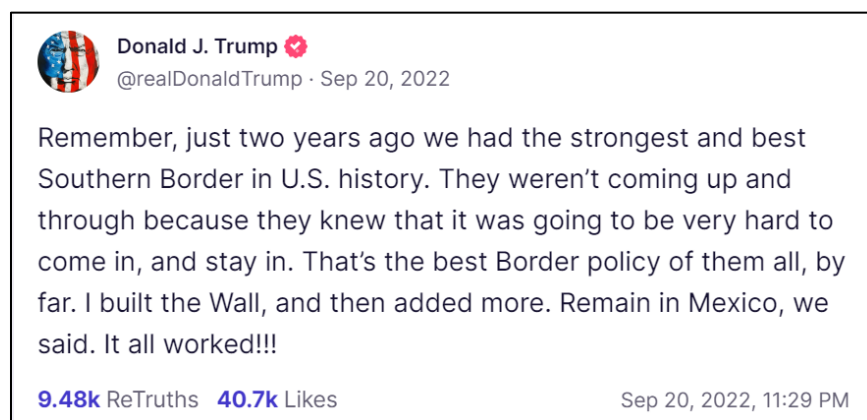 Donald J. Trump
@realDonaldTrump · Sep 20, 2022
Remember, just two years ago we had the strongest and best
Southern Border in U.S. history. They weren’t coming up and
through because they knew that it was going to be very hard to
come in, and stay in. That’s the best Border policy of them all, by
far. I built the Wall, and then added more. Remain in Mexico, we
said. It all worked!!!
9.48k ReTruths 40.7k Likes Sep 20, 2022, 11:29 PM